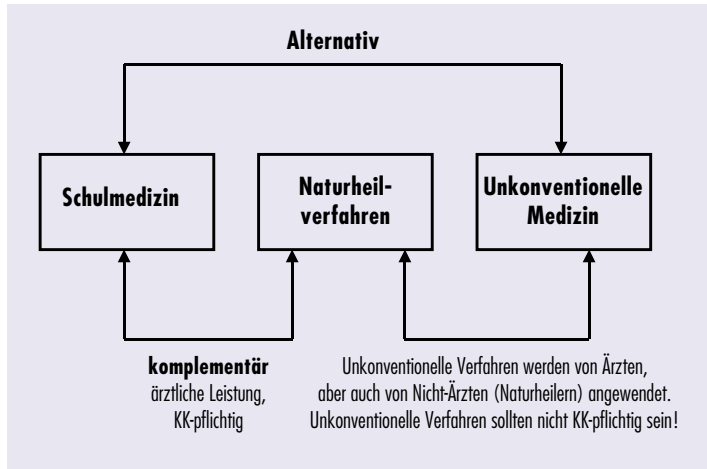 Alternativ
Schulmedizin
Naturheil-
verfahren
Unkonventionelle
Medizin
komplementär
ärztliche Leistung,
KK-pflichtig
Unkonventionelle Verfahren werden von Ärzten,
aber auch von Nicht-Ärzten (Naturheilern) angewendet.
Unkonventionelle Verfahren sollten nicht KK-pflichtig sein!